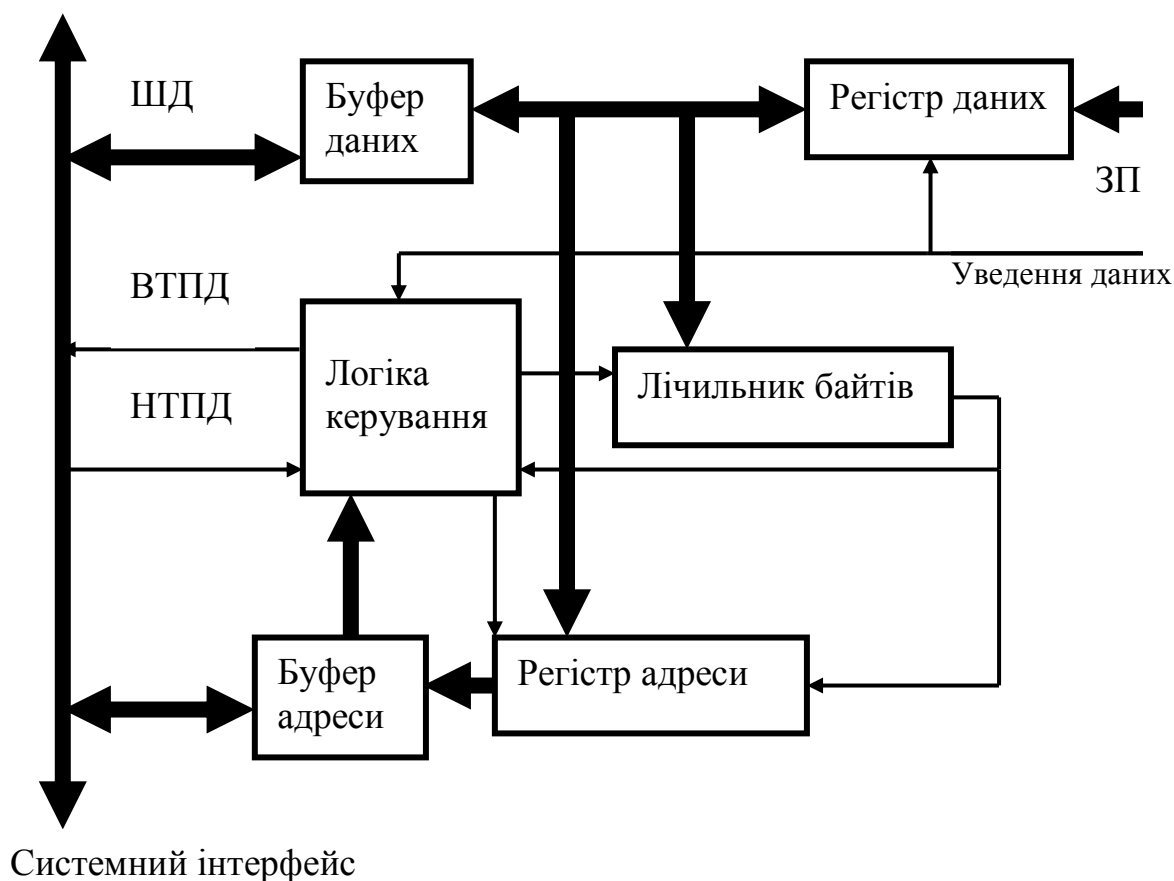 ШД
Буфер
даних
Регістр даних
ЗП
Уведення даних
ВТПД
НТПД
Логіка
керування
Лічильник байтів
Буфер
адреси
Регістр адреси
Системний інтерфейс